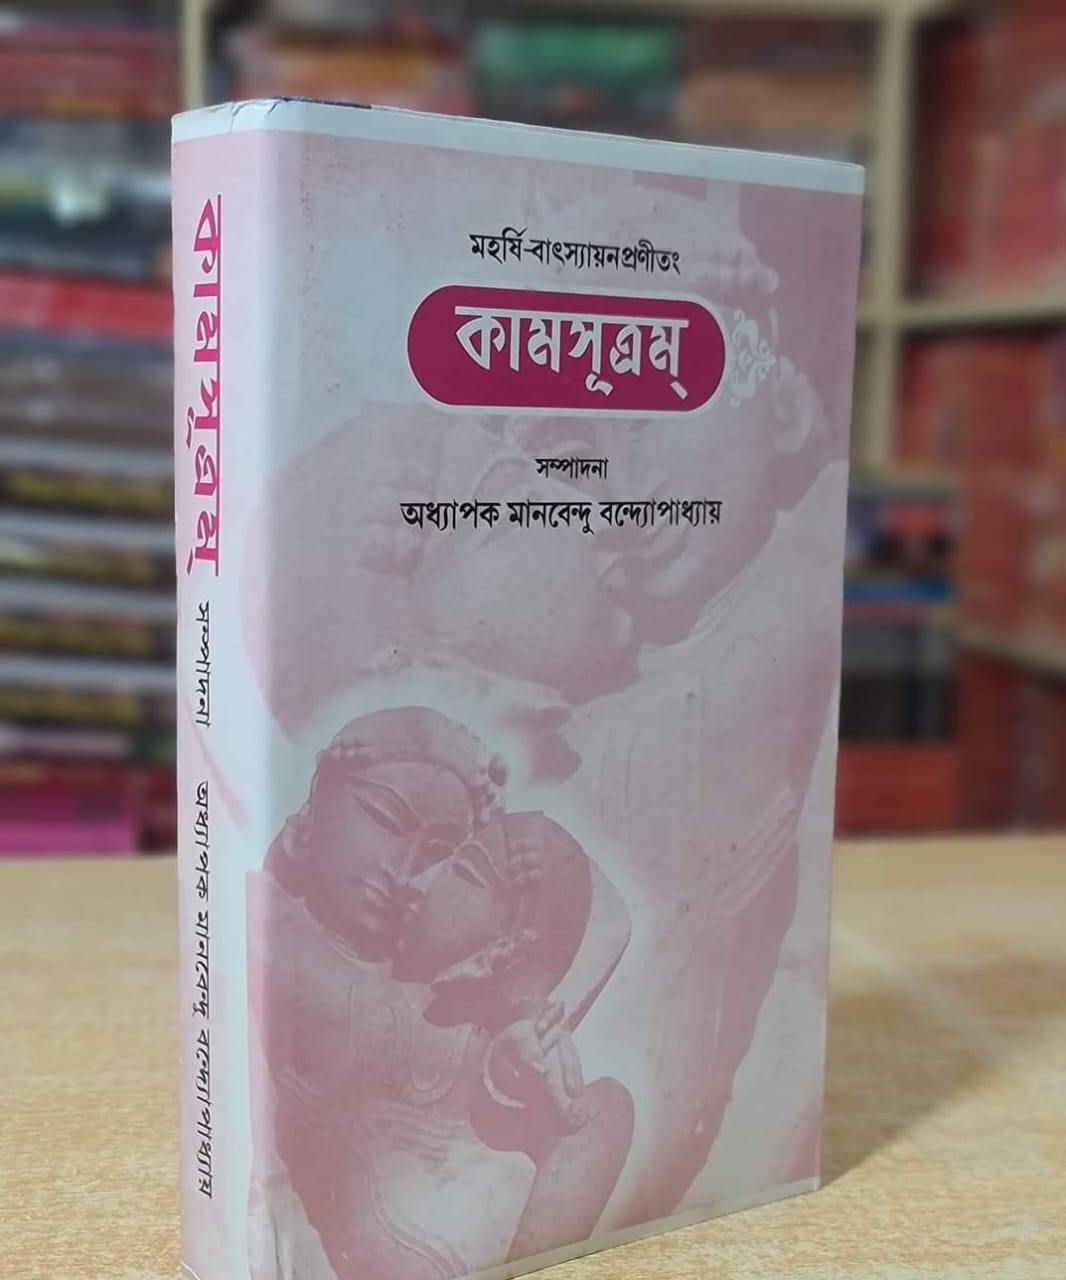 মহর্ষি-বাৎস্যায়নপ্রণীতং
কামসূত্রম্
সম্পাদনা
অধ্যাপক মানবেন্দু বন্দ্যোপাধ্যায়
কামসূত্রম্ সম্পাদনা অধ্যাপক মানবেন্দু বন্দ্যোপাধ্যায়